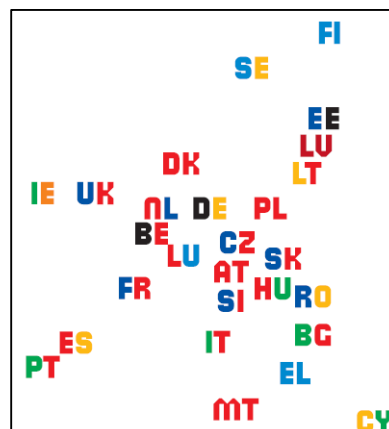 FI
SE
EE
LV
DK
LT
IE UK
NL DE PL
BE
CZ
LU SK
AT
FR HU
SI RO
IT BG
ES
PT EL
MT
CY